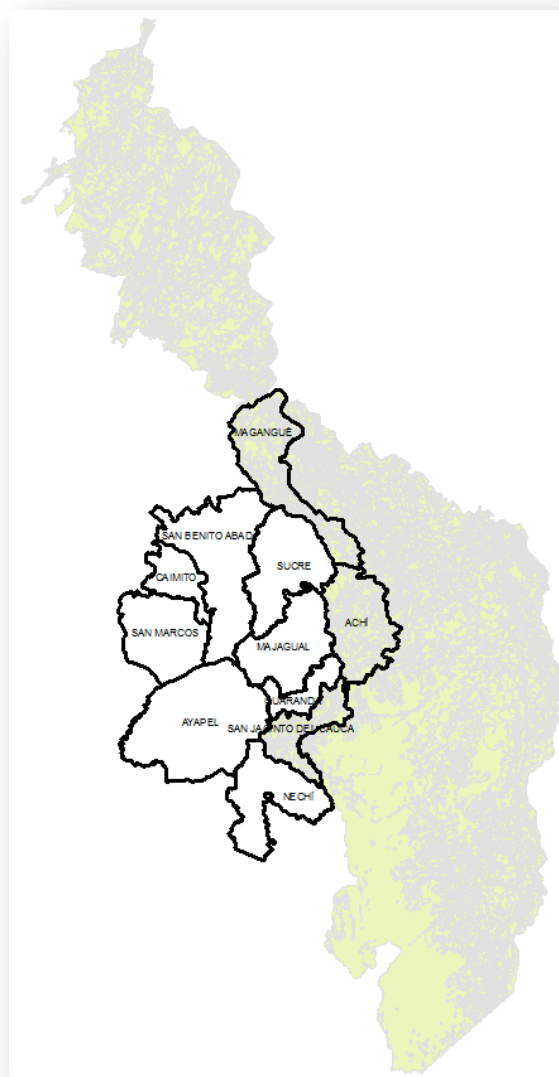 MAGANGUÉ
SAN BENITO ABAD
SUCRE
CAIMITO
ACHÍ
SAN MARCOS
MAJAGUAL
GUARANDA
AYAPEL
SAN JACINTO DEL CAUCA
NECHÍ